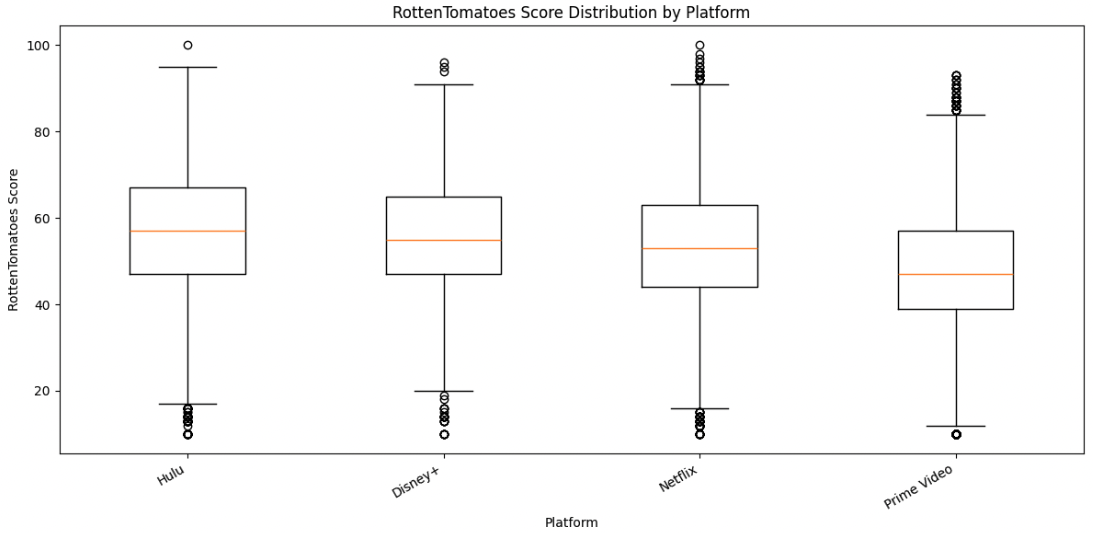 RottenTomatoes Score Distribution by Platform
RottenTomatoes Score
100
80
60
40
20
Hulu
Disney+
Netflix
Prime Video
Platform